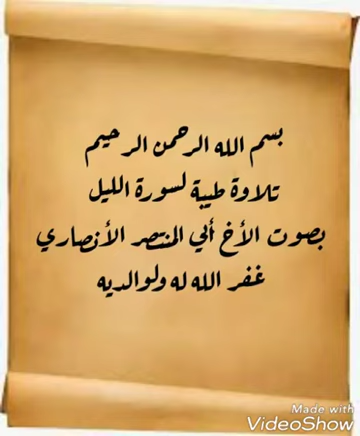 بسم الله الرحمن الرحيم
تلاوة طيبة لسورة الليل
بصوت الأخ أبي المنتصر الأنصاري
غفر الله له ولوالديه
Made with
VideoShow